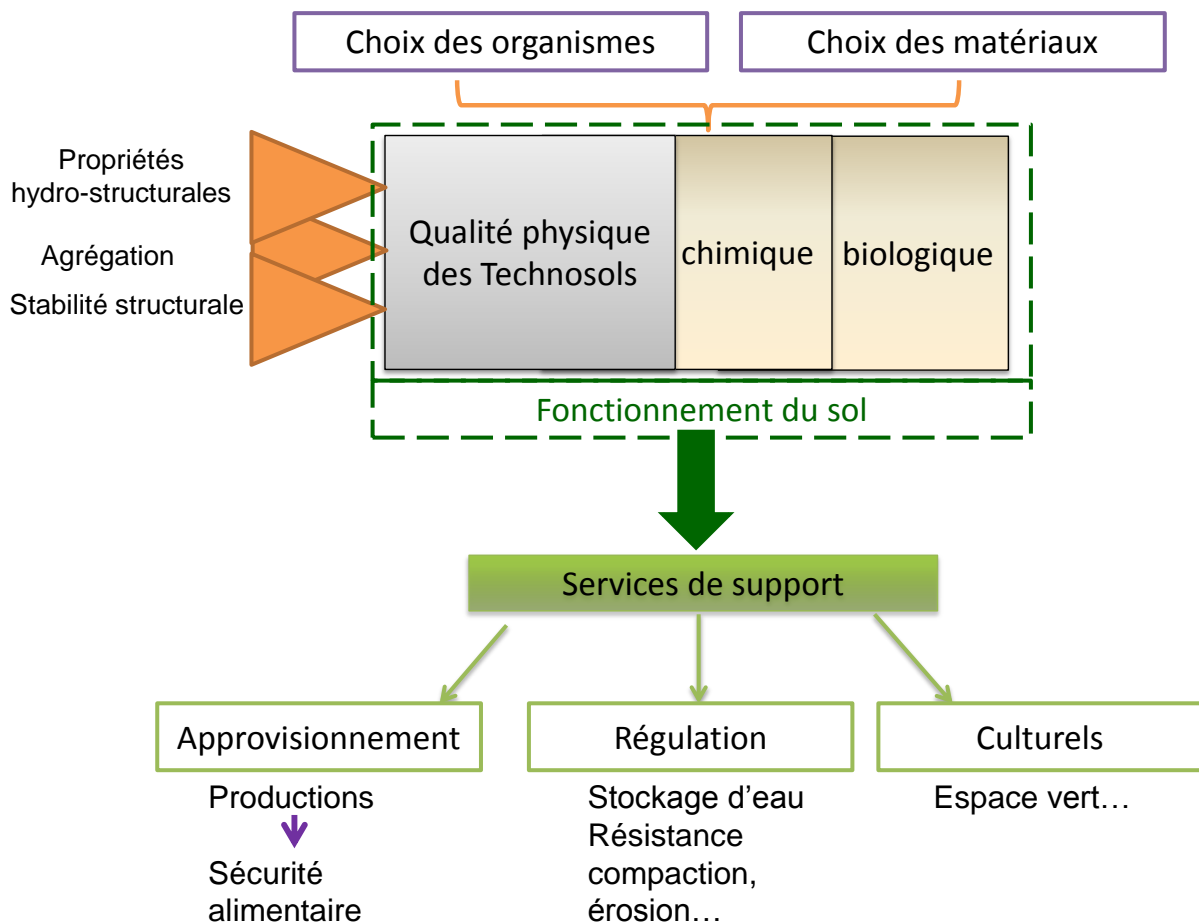 Choix des organismes
Choix des matériaux
Propriétés
hydro-structurales
Agrégation
Stabilité structurale
Qualité physique
des Technosols
chimique
biologique
Fonctionnement du sol
Services de support
Approvisionnement
Régulation
Culturels
Productions
Sécurité
alimentaire
Stockage d’eau
Résistance
compaction,
érosion…
Espace vert…